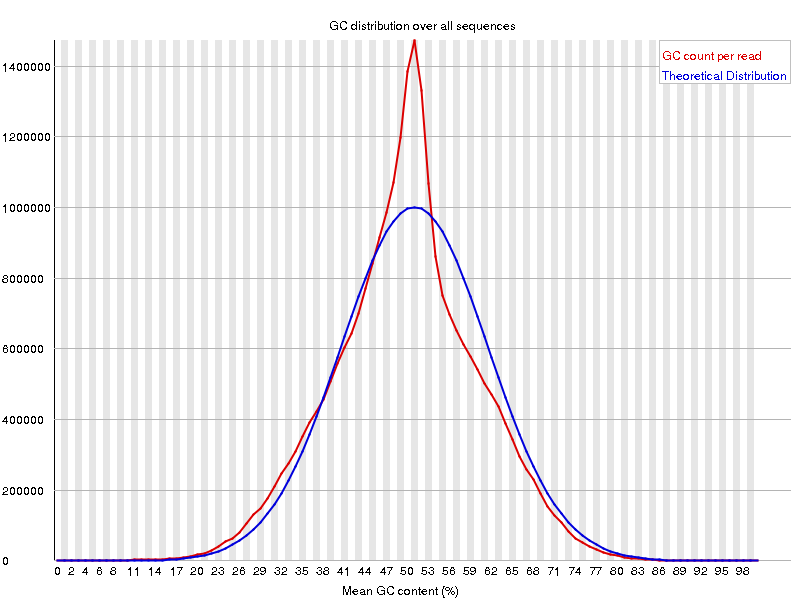 GC distribution over all sequences
GC count per read
Theoretical Distribution
1400000
1200000
1000000
800000
600000
400000
200000
0
0 2 4 6 8 11 14 17 20 23 26 29 32 35 38 41 44 47 50 53 56 59 62 65 68 71 74 77 80 83 86 89 92 95 98
Mean GC content (%)